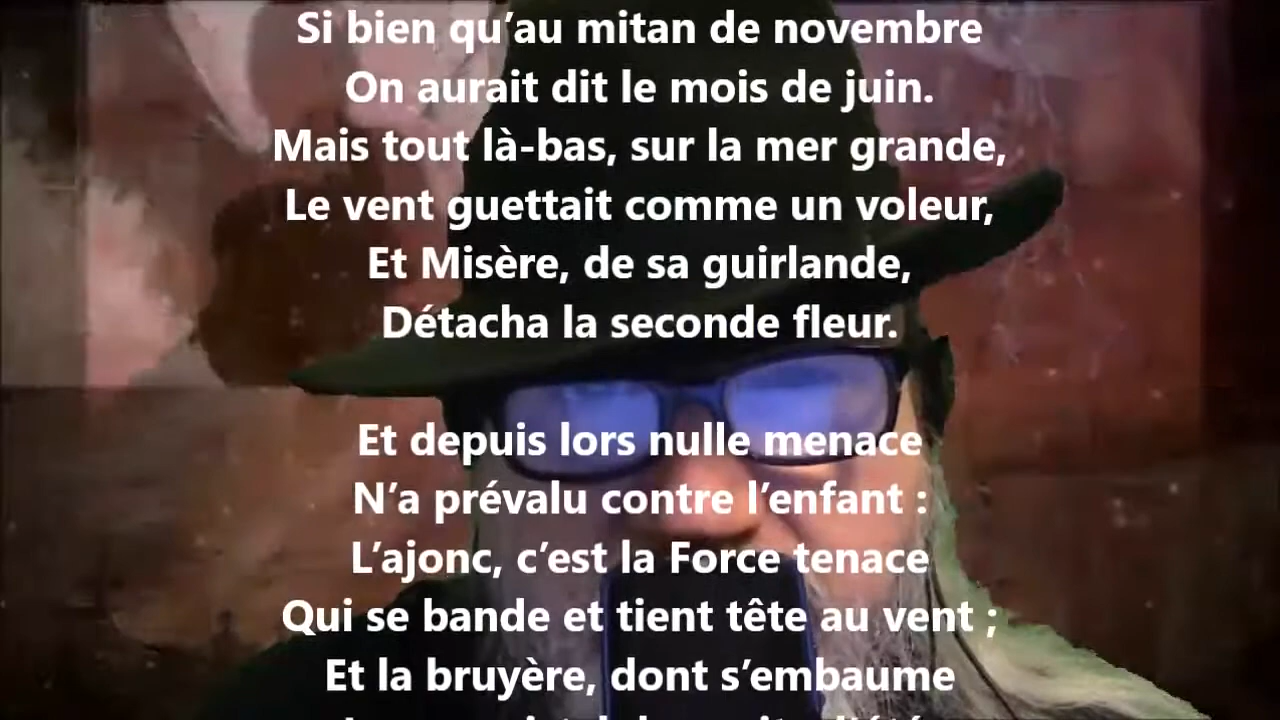 Si bien qu’au mitan de novembre
On aurait dit le mois de juin.
Mais tout là-bas, sur la mer grande,
Le vent guettait comme un voleur,
Et Misère, de sa guirlande,
Détacha la seconde fleur.
Et depuis lors nulle menace
N’a prévalu contre l’enfant :
L’ajonc, c’est la Force tenace
Qui se bande et tient tête au vent ;
Et la bruyère, dont s’embaume